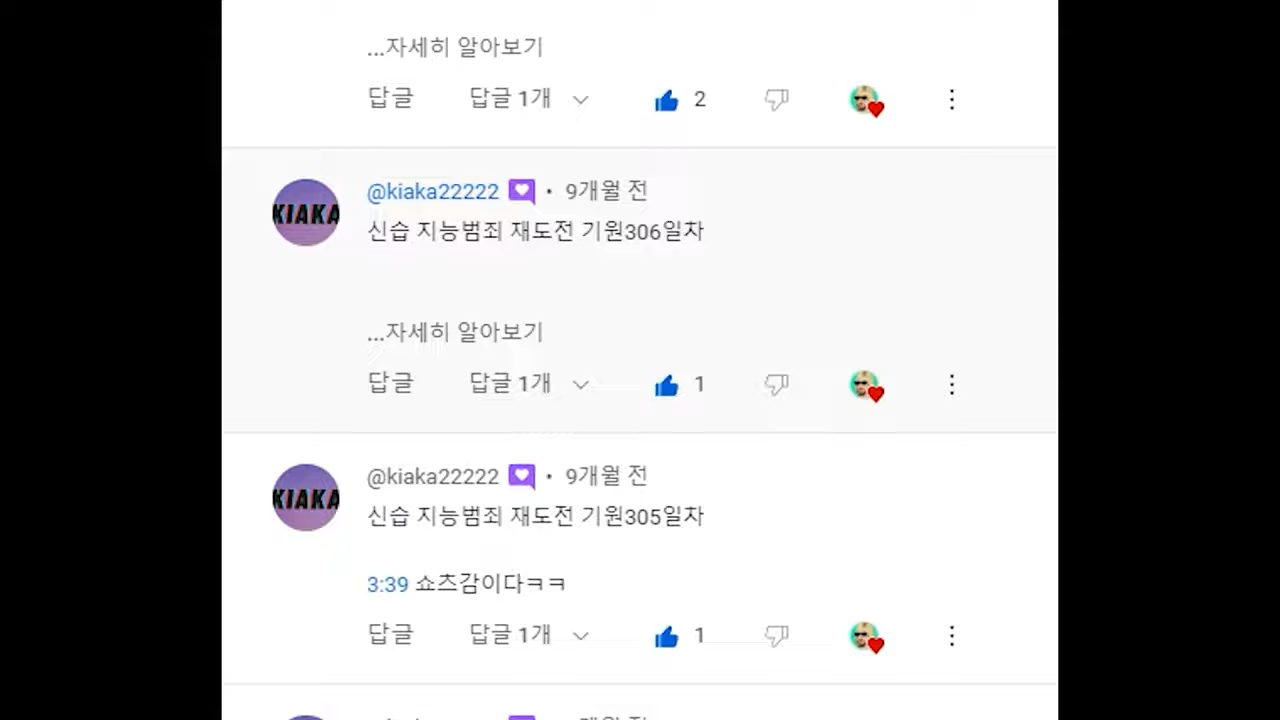 ...자세히 알아보기
답글 답글 1개 2
@kiaka22222 • 9개월 전
KIAKA
신습 지능범죄 재도전 기원306일차
...자세히 알아보기
답글 답글 1개 1
@kiaka22222 • 9개월 전
KIAKA
신습 지능범죄 재도전 기원305일차
3:39 쇼츠감이다ㅋㅋ
답글 답글 1개 1